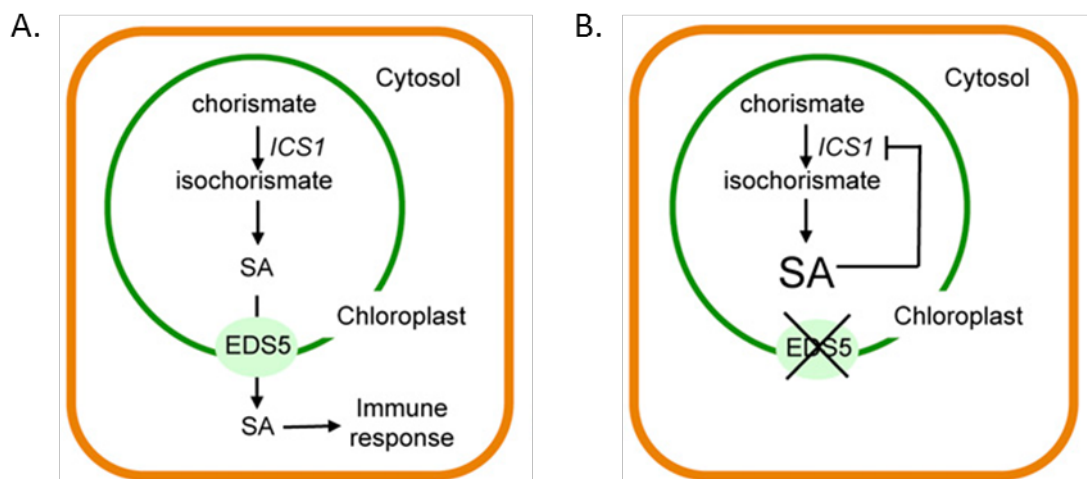 A.
Cytosol
chorismate
ICS1
isochorismate
SA
Chloroplast
EDS5
SA
Immune
response
B.
Cytosol
chorismate
ICS1
isochorismate
SA
Chloroplast
EDS5